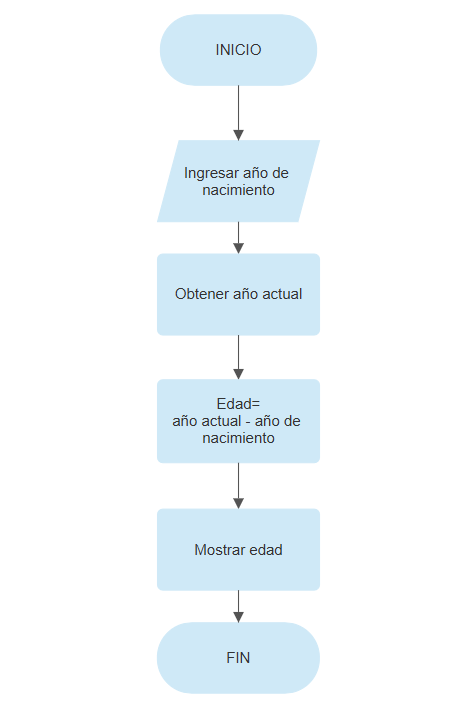 INICIO
Ingresar año de
nacimiento
Obtener año actual
Edad=
año actual - año de
nacimiento
Mostrar edad
FIN